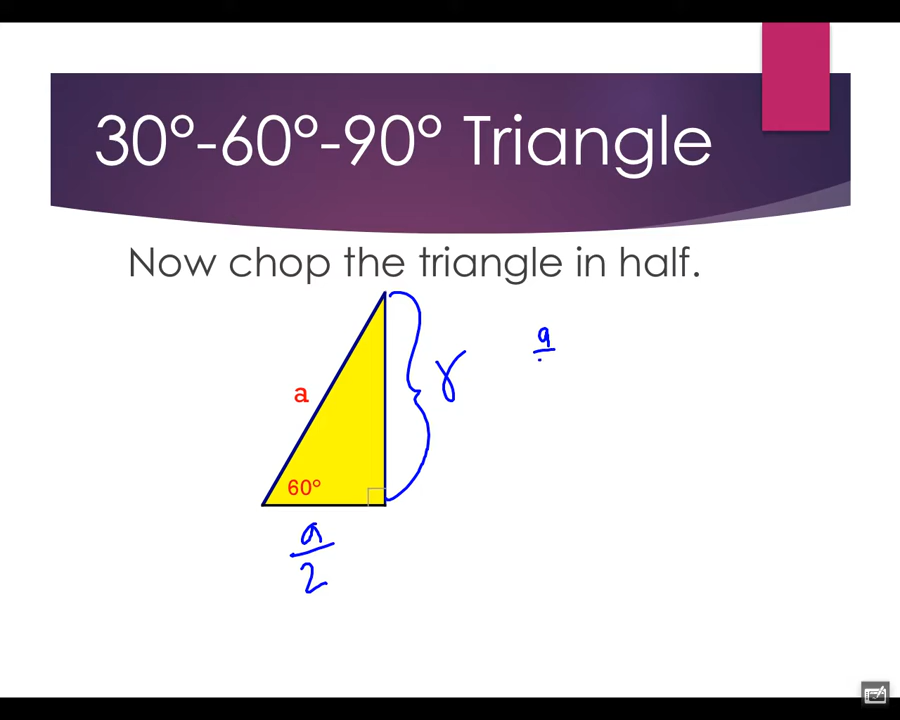 30°-60°-90° Triangle
Now chop the triangle in half.
a
γ
a
60°
a
2